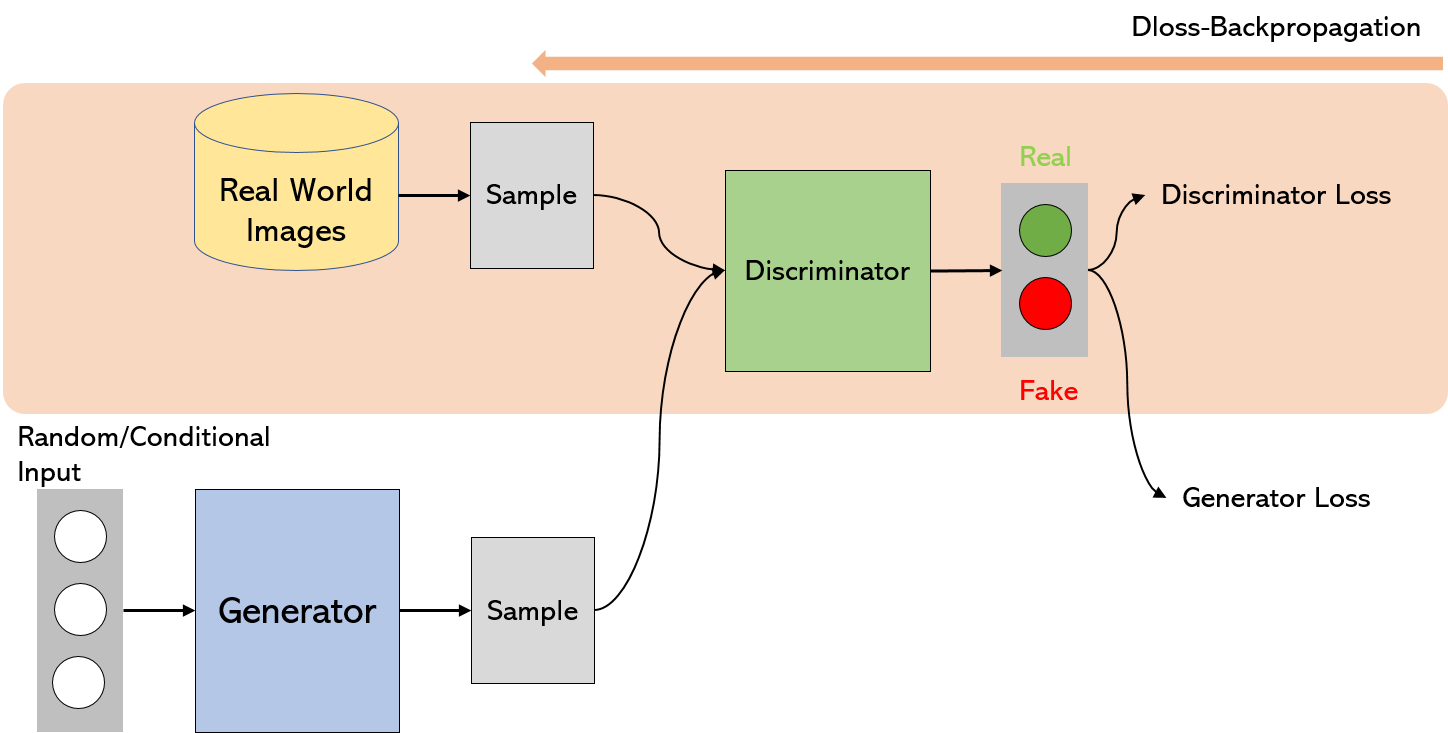 Dloss-Backpropagation
Real World
Images
Sample
Discriminator
Real
Fake
Discriminator Loss
Random/Conditional
Input
Generator
Sample
Generator Loss